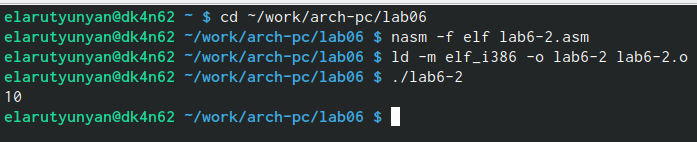 elarutyunyan@dk4n62 ~ $ cd ~/work/arch-pc/lab06
elarutyunyan@dk4n62 ~/work/arch-pc/lab06 $ nasm -f elf lab6-2.asm
elarutyunyan@dk4n62 ~/work/arch-pc/lab06 $ ld -m elf_i386 -o lab6-2 lab6-2.o
elarutyunyan@dk4n62 ~/work/arch-pc/lab06 $ ./lab6-2
10
elarutyunyan@dk4n62 ~/work/arch-pc/lab06 $